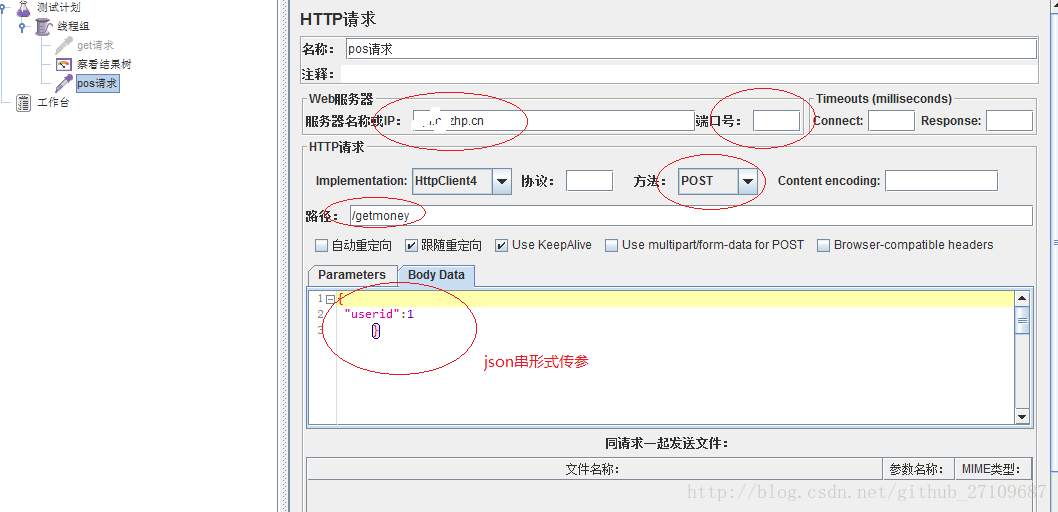 测试计划
线程组
get请求
察看结果树
pos请求
工作台
HTTP请求
名称： pos请求
注释：
Web服务器
服务器名称或IP： zhp.cn 端口号：
Timeouts (milliseconds)
Connect: Response:
HTTP请求
Implementation: HttpClient4 协议： 方法： POST Content encoding:
路径： /getmoney
自动重定向 跟随重定向 Use KeepAlive Use multipart/form-data for POST Browser-compatible headers
Parameters Body Data
1 {
2 "userid":1
3 }
json串形式传参
同请求一起发送文件：
文件名称： 参数名称： MIME类型：
http://blog.csdn.net/github_27109687